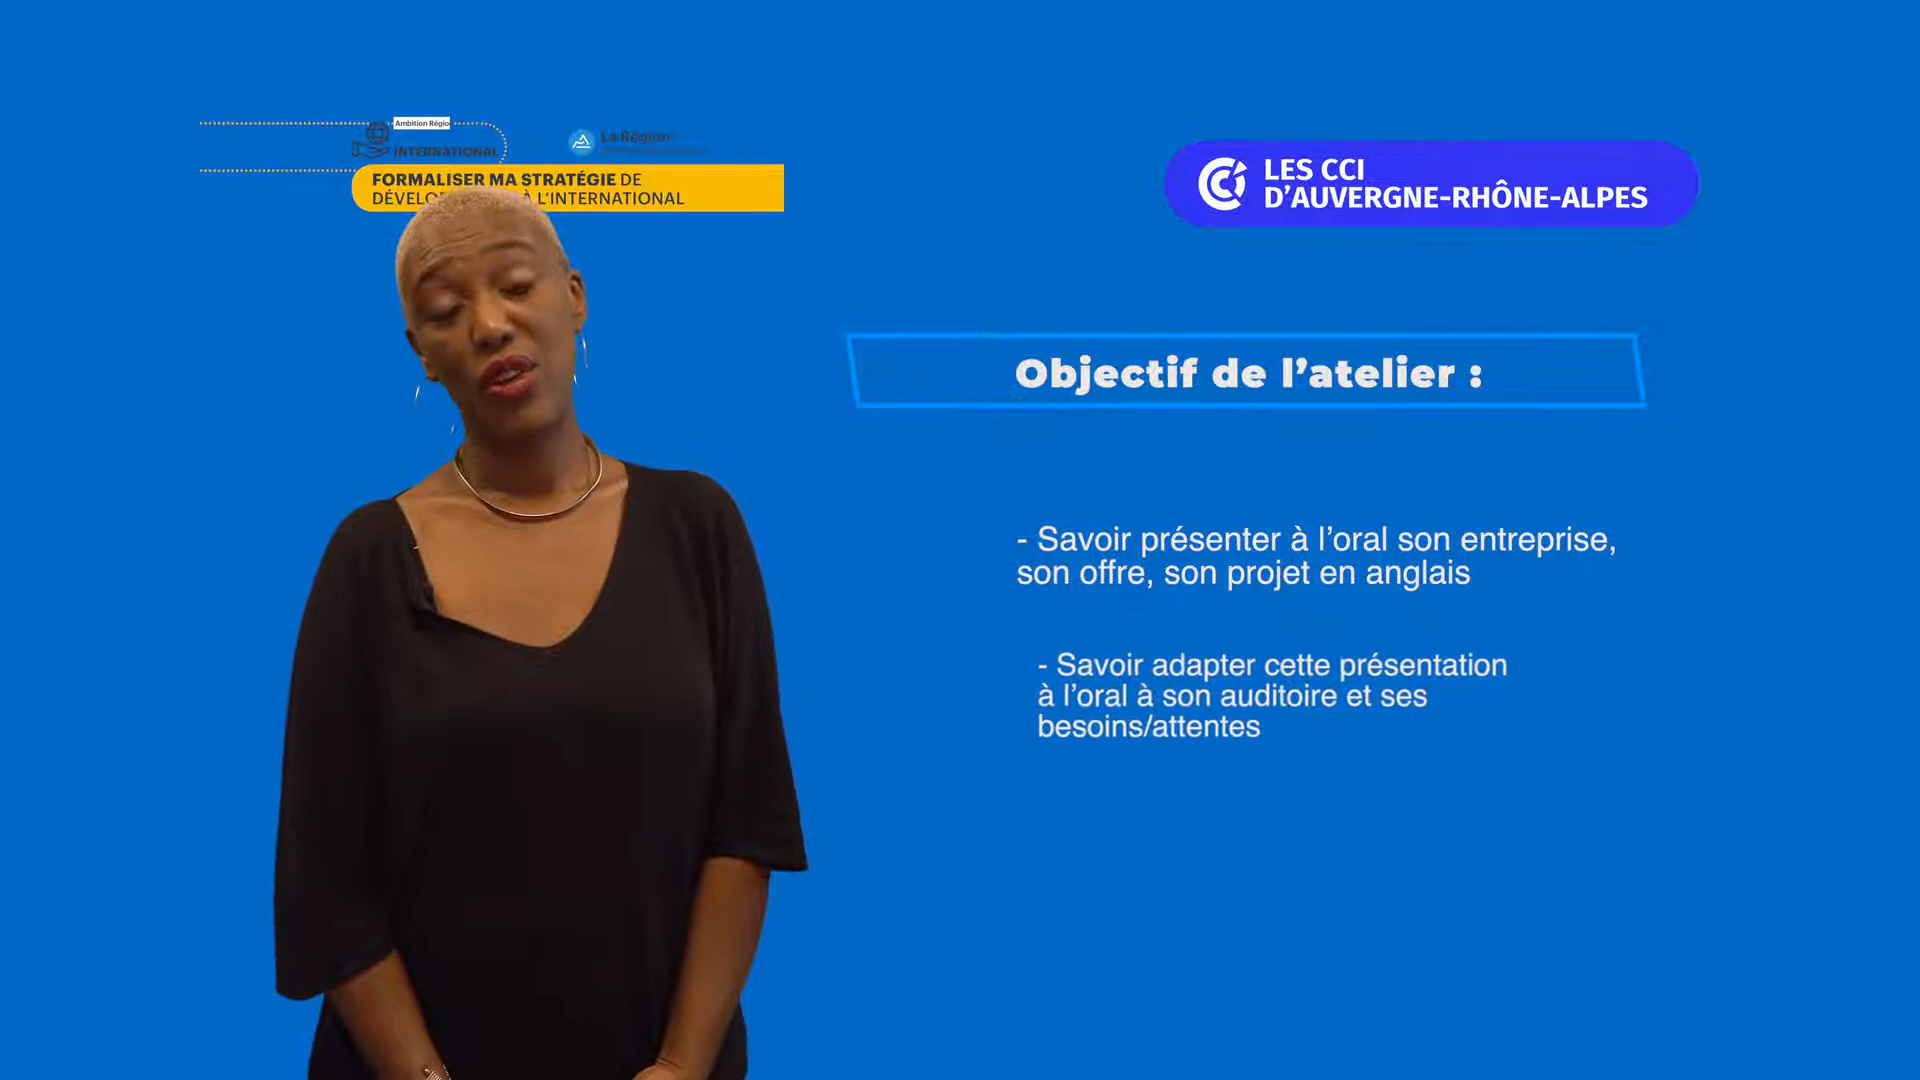 Ambition Régio
INTERNATIONAL
La Région
FORMALISER MA STRATÉGIE DE
DÉVELOP À L'INTERNATIONAL
LES CCI
D'AUVERGNE-RHÔNE-ALPES
Objectif de l'atelier :
- Savoir présenter à l'oral son entreprise,
son offre, son projet en anglais
- Savoir adapter cette présentation
à l'oral à son auditoire et ses
besoins/attentes